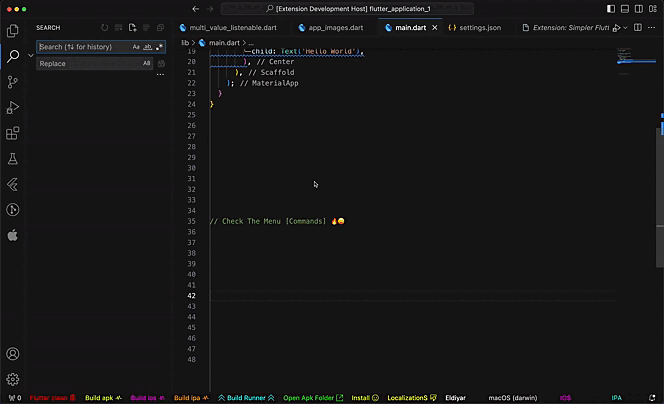 [Extension Development Host] flutter_application_1
SEARCH
multi_value_listenable.dart
app_images.dart
main.dart
settings.json
Extension: Simpler Flutt
lib > main.dart > ...
Search (⇅ for history)
Aa
ab
Replace
AB
19 child: Text('Hello World'),
20 ), // Center
21 ), // Scaffold
22 ); // MaterialApp
23 }
24 }
25
26
27
28
29
30
31
32
33
34
35 // Check The Menu [Commands] 🔥😄
36
37
38
39
40
41
42
43
44
45
46
47
48
0
Flutter clean
Build apk
Build ios
Build ipa
Build Runner
Open Apk Folder
Install
LocalizationS
Eldiyar
macOS (darwin)
IOS
IPA